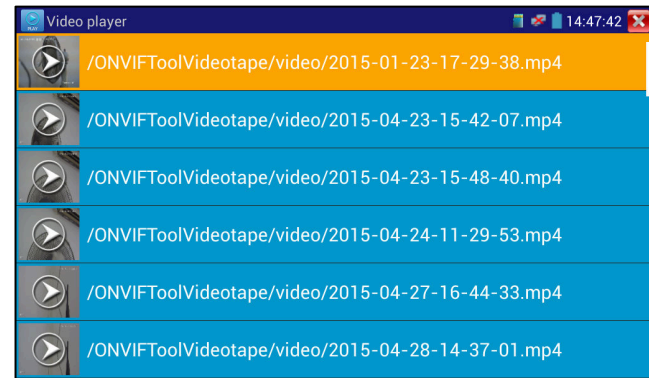 PLAY
Video player
14:47:42
/ONVIFToolVideotape/video/2015-01-23-17-29-38.mp4
/ONVIFToolVideotape/video/2015-04-23-15-42-07.mp4
/ONVIFToolVideotape/video/2015-04-23-15-48-40.mp4
/ONVIFToolVideotape/video/2015-04-24-11-29-53.mp4
/ONVIFToolVideotape/video/2015-04-27-16-44-33.mp4
/ONVIFToolVideotape/video/2015-04-28-14-37-01.mp4